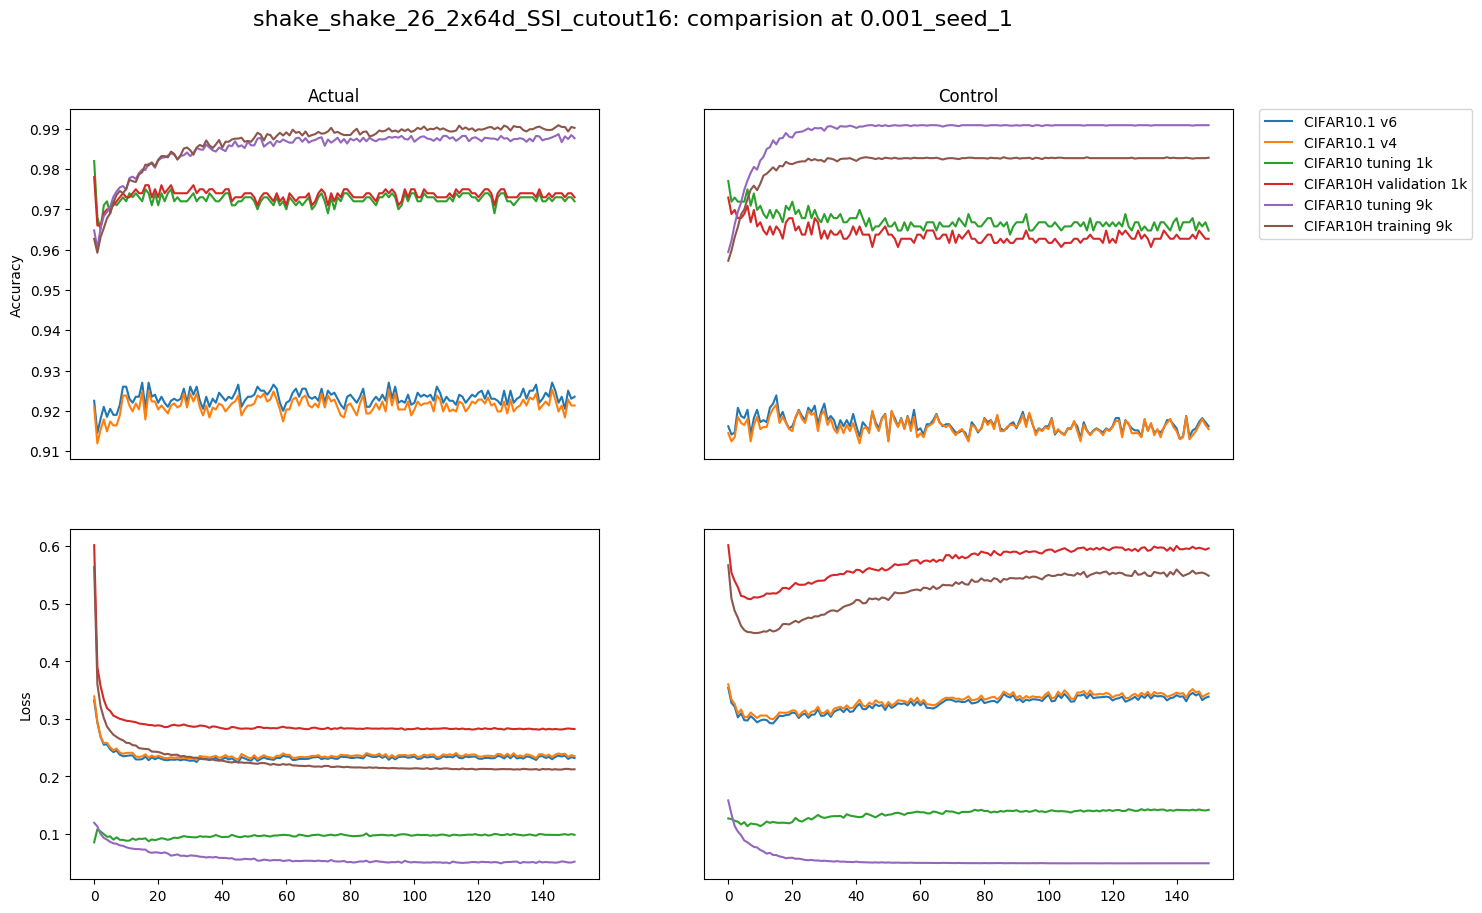 shake_shake_26_2x64d_SSI_cutout16: comparision at 0.001_seed_1
Actual
Control
CIFAR10.1 v6
CIFAR10.1 v4
CIFAR10 tuning 1k
CIFAR10H validation 1k
CIFAR10 tuning 9k
CIFAR10H training 9k
Accuracy
0.99
0.98
0.97
0.96
0.95
0.94
0.93
0.92
0.91
Loss
0.6
0.5
0.4
0.3
0.2
0.1
0 20 40 60 80 100 120 140
0 20 40 60 80 100 120 140